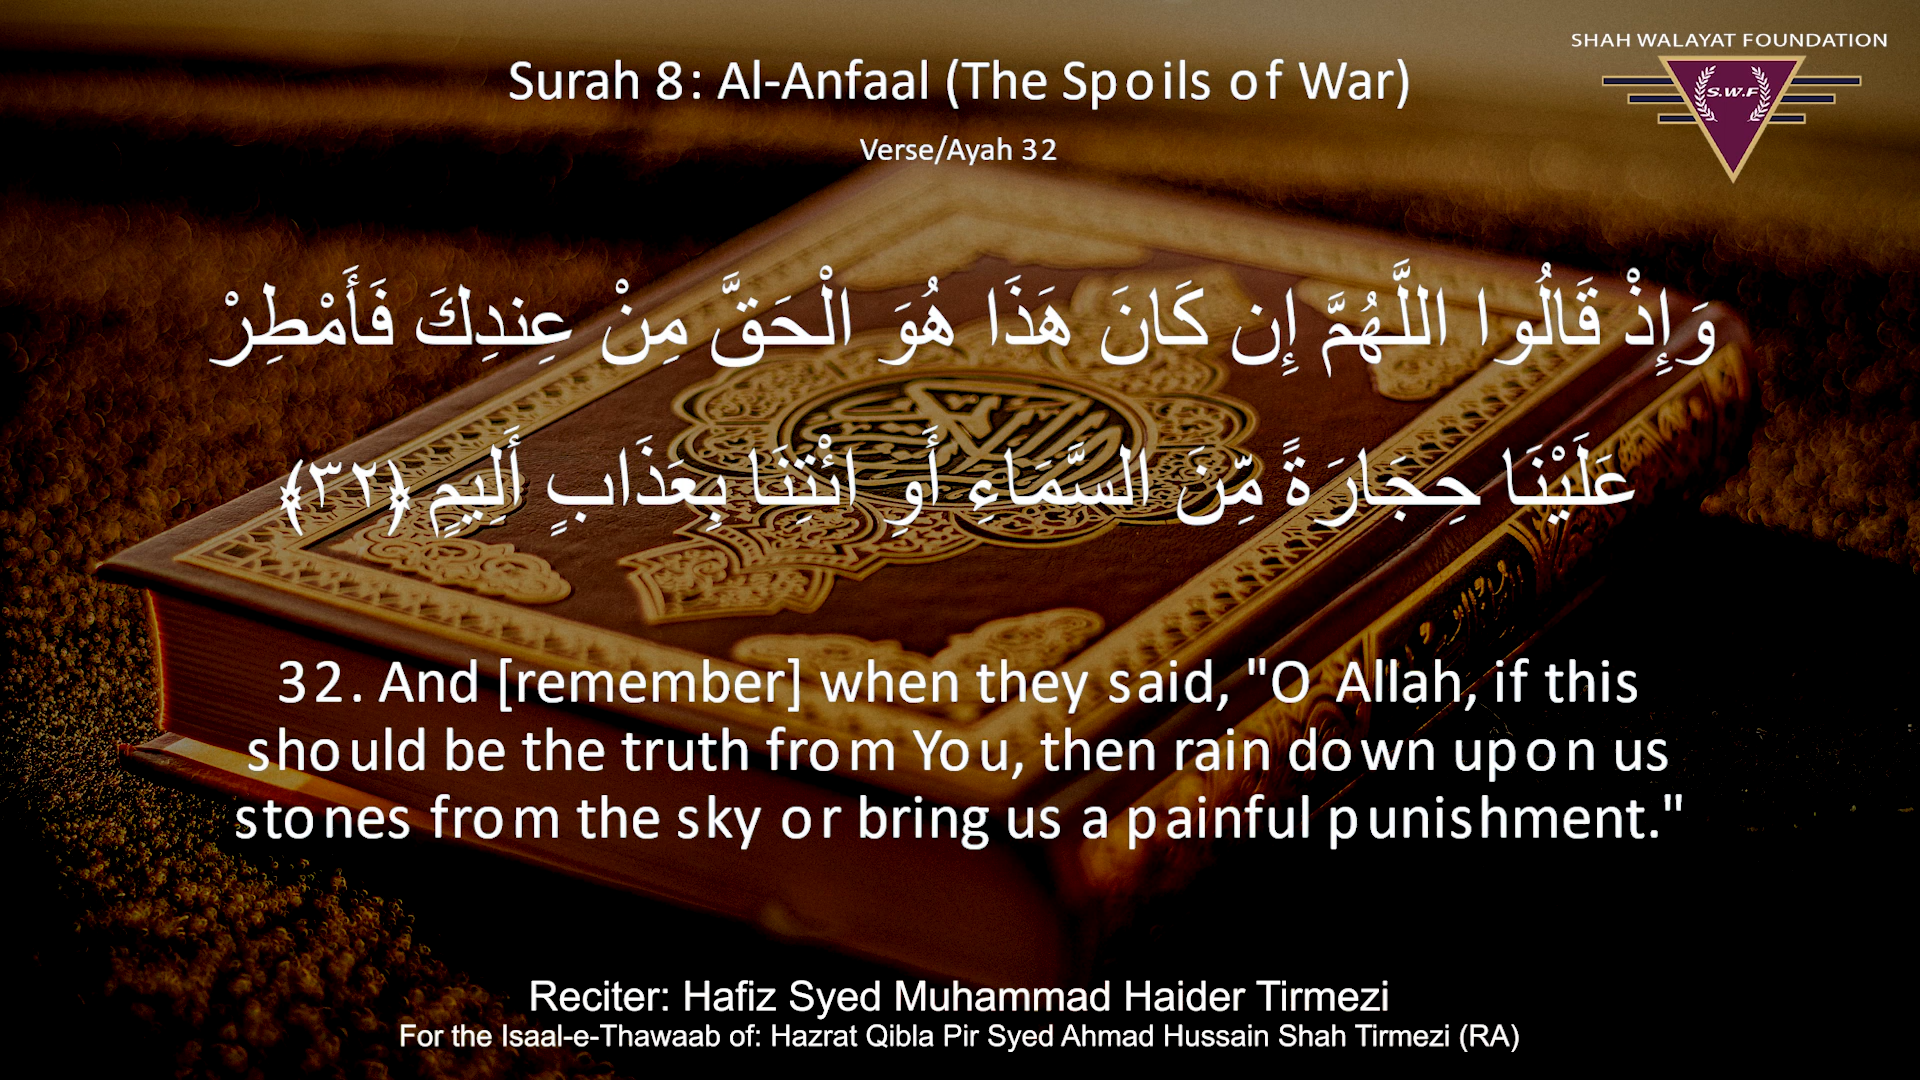 SHAH WALAYAT FOUNDATION
S.W.F
Surah 8: Al-Anfaal (The Spoils of War)
Verse/Ayah 32
وَإِذْ قَالُوا اللَّهُمَّ إِن كَانَ هَذَا هُوَ الْحَقَّ مِنْ عِندِكَ فَأَمْطِرْ
عَلَيْنَا حِجَارَةً مِّنَ السَّمَاءِ أَوِ ائْتِنَا بِعَذَابٍ أَلِيمٍ ﴿٣٢﴾
32. And [remember] when they said, "O Allah, if this
should be the truth from You, then rain down upon us
stones from the sky or bring us a painful punishment."
Reciter: Hafiz Syed Muhammad Haider Tirmezi
For the Isaal-e-Thawaab of: Hazrat Qibla Pir Syed Ahmad Hussain Shah Tirmezi (RA)